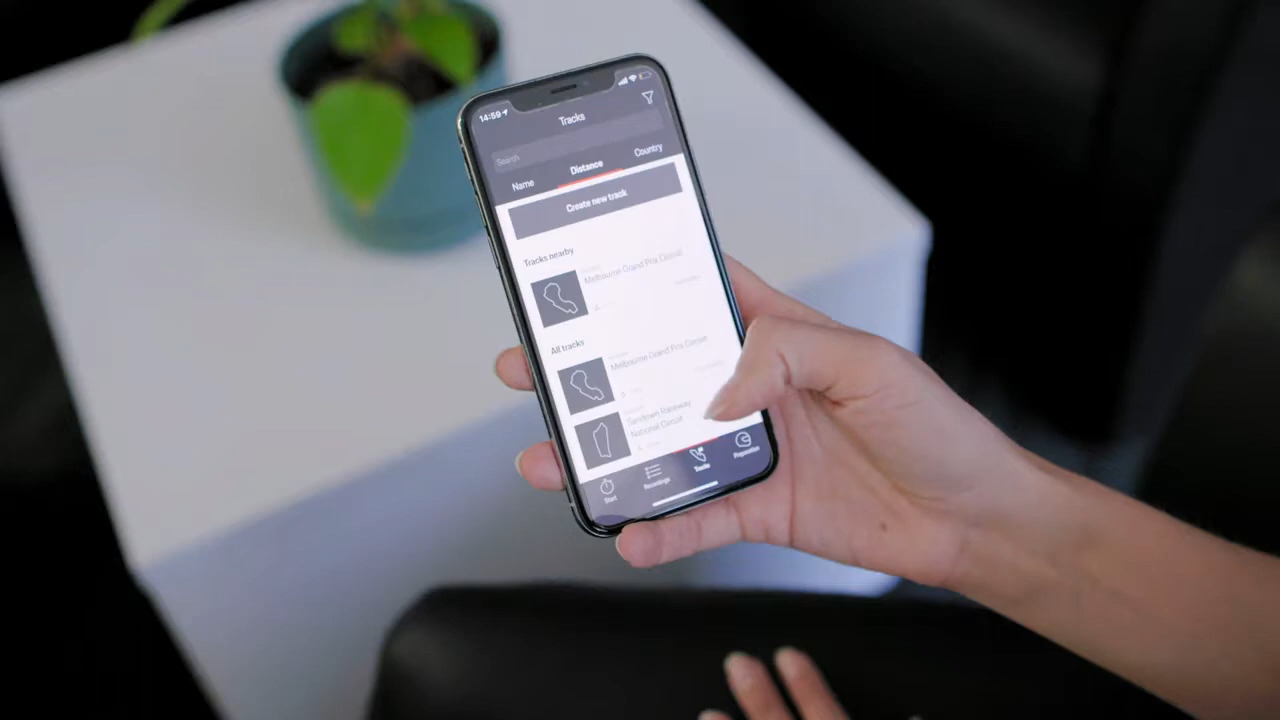 14:59
Tracks
Search
Name Distance Country
Create new track
Tracks nearby
Melbourne Grand Prix Circuit
All tracks
Melbourne Grand Prix Circuit
Sandown Raceway
National Circuit
Start Recordings Tracks Preparation